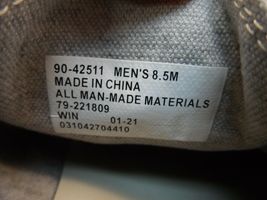 90-42511 MEN'S 8.5M
MADE IN CHINA
ALL MAN-MADE MATERIALS
79-221809
WIN 01-21
031042704410